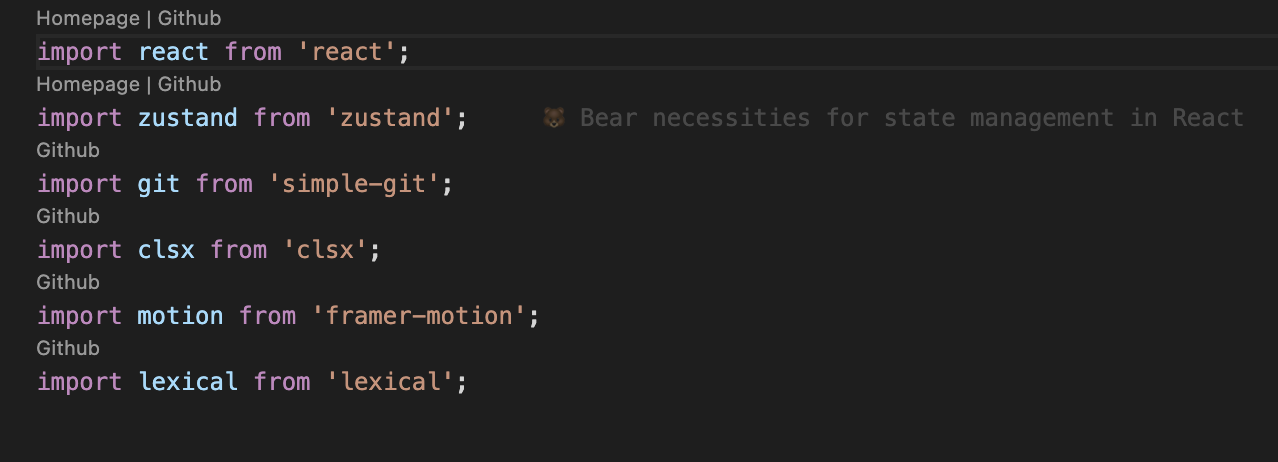 Homepage | Github
import react from 'react';
Homepage | Github
import zustand from 'zustand'; 🐻 Bear necessities for state management in React
Github
import git from 'simple-git';
Github
import clsx from 'clsx';
Github
import motion from 'framer-motion';
Github
import lexical from 'lexical';